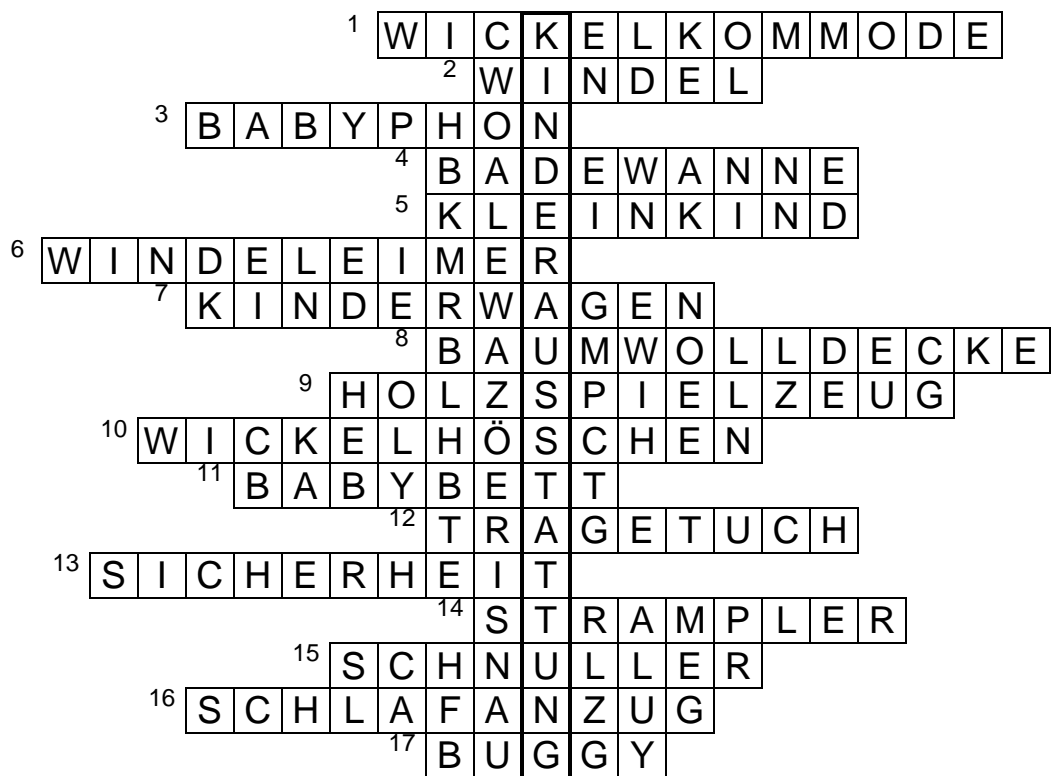 1 WICKELKOMMODE
2 WINDEL
3 BABYPHON
4 BADEWANNE
5 KLEINKIND
6 WINDELEIMER
7 KINDERWAGEN
8 BAUMWOLLDECKE
9 HOLZSPIELZEUG
10 WICKELHÖSCHEN
11 BABYBETT
12 TRAGETUCH
13 SICHERHEIT
14 STRAMPLER
15 SCHNULLER
16 SCHLAFANZUG
17 BUGGY